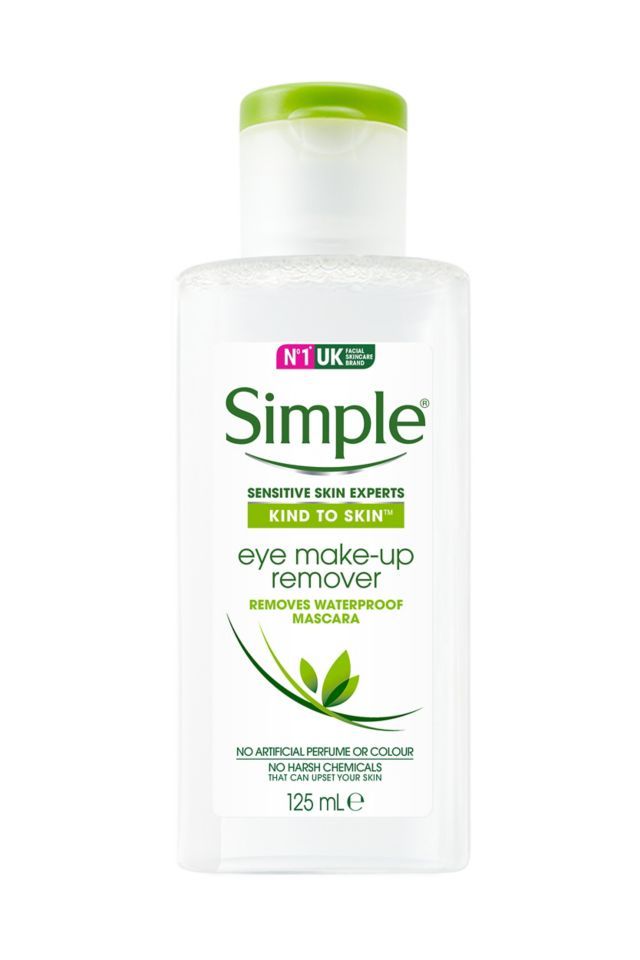 Nº1* UK FACIAL SKINCARE BRAND
Simple®
SENSITIVE SKIN EXPERTS
KIND TO SKIN™
eye make-up
remover
REMOVES WATERPROOF
MASCARA
NO ARTIFICIAL PERFUME OR COLOUR
NO HARSH CHEMICALS
THAT CAN UPSET YOUR SKIN
125 mL℮